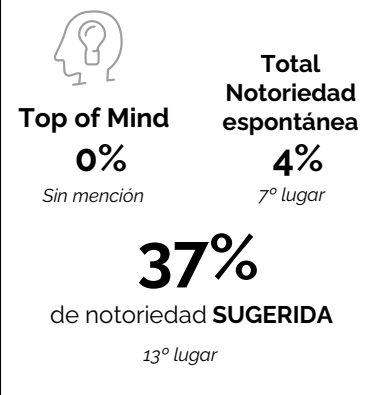 Top of Mind
0%
Sin mención
Total
Notoriedad
espontánea
4%
7º lugar
37%
de notoriedad SUGERIDA
13º lugar